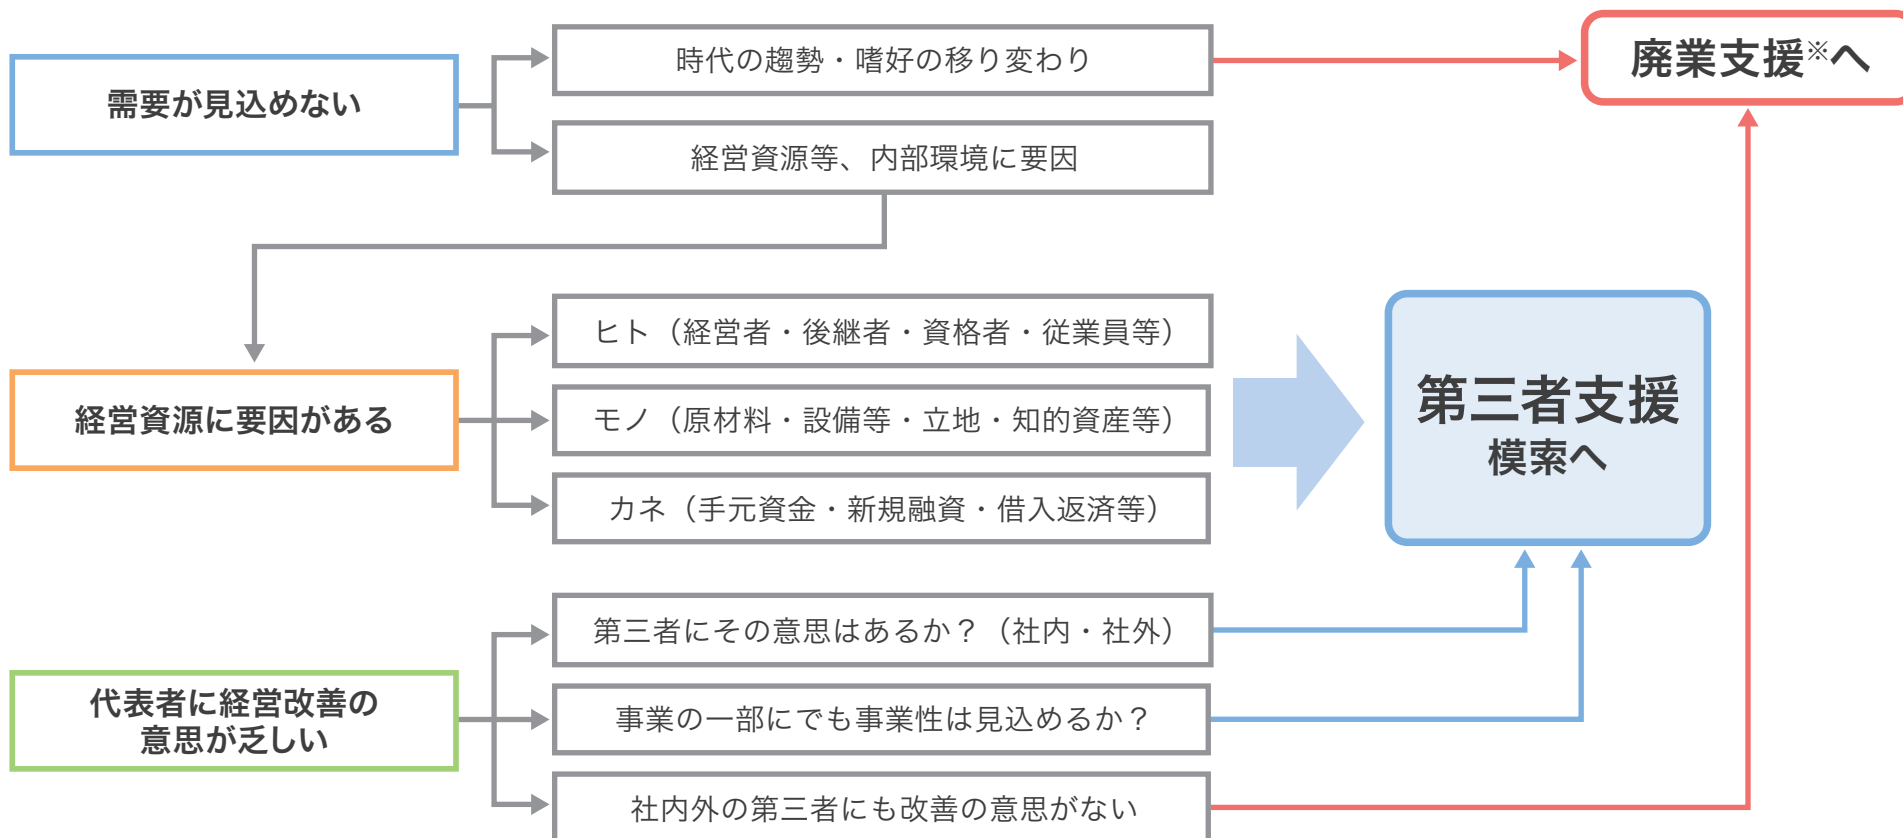 需要が見込めない
時代の趨勢・嗜好の移り変わり
経営資源等、内部環境に要因
廃業支援※へ
経営資源に要因がある
ヒト（経営者・後継者・資格者・従業員等）
モノ（原材料・設備等・立地・知的資産等）
カネ（手元資金・新規融資・借入返済等）
第三者支援
模索へ
代表者に経営改善の
意思が乏しい
第三者にその意思はあるか？（社内・社外）
事業の一部にでも事業性は見込めるか？
社内外の第三者にも改善の意思がない